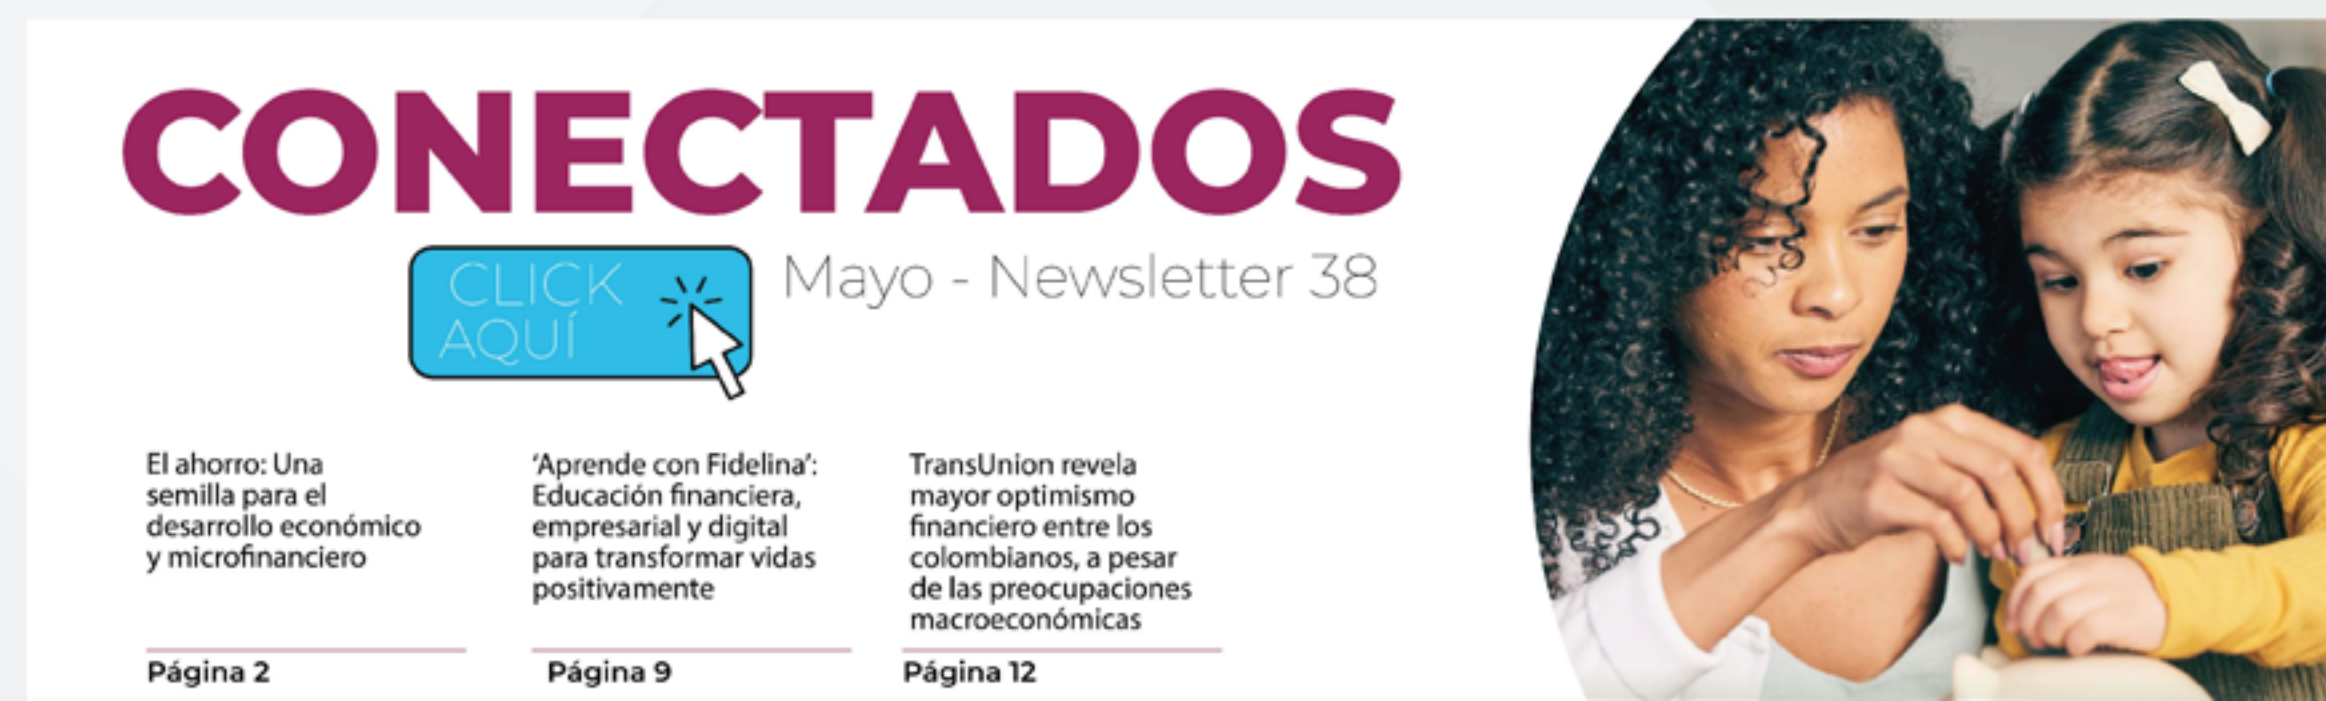 CONECTADOS
CLICK
AQUÍ
Mayo - Newsletter 38
El ahorro: Una
semilla para el
desarrollo económico
y microfinanciero
Página 2
‘Aprende con Fidelina’:
Educación financiera,
empresarial y digital
para transformar vidas
positivamente
Página 9
TransUnion revela
mayor optimismo
financiero entre los
colombianos, a pesar
de las preocupaciones
macroeconómicas
Página 12